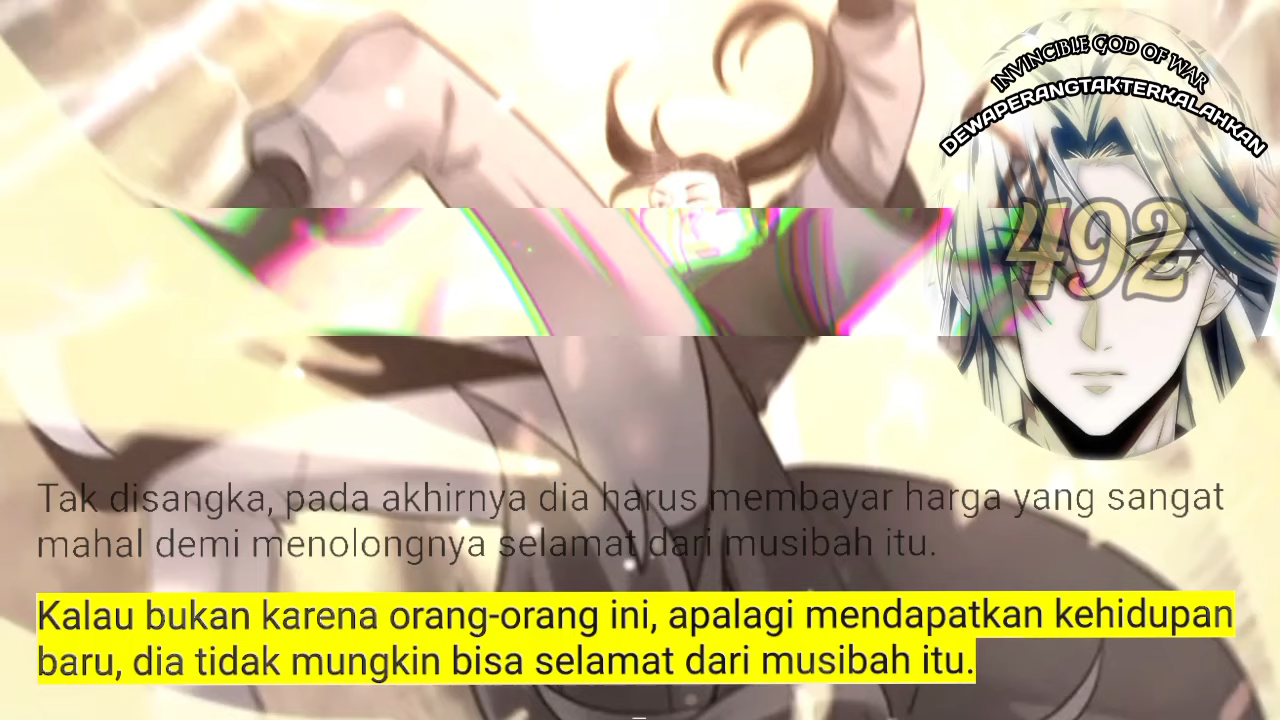 INVINCIBLE GOD OF WAR
DEWAPERANGTAKTERKALAHKAN
492
Tak disangka, pada akhirnya dia harus membayar harga yang sangat
mahal demi menolongnya selamat dari musibah itu.
Kalau bukan karena orang-orang ini, apalagi mendapatkan kehidupan
baru, dia tidak mungkin bisa selamat dari musibah itu.